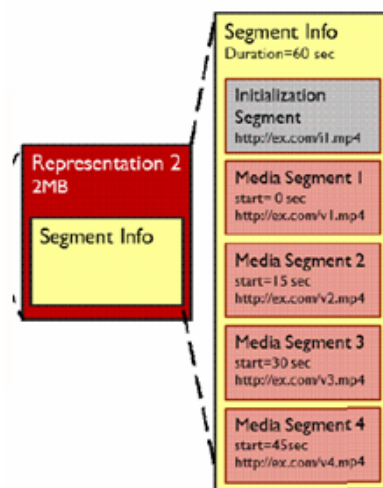 Representation 2
2MB
Segment Info
Segment Info
Duration=60 sec
Initialization
Segment
http://ex.com/i1.mp4
Media Segment 1
start= 0 sec
http://ex.com/v1.mp4
Media Segment 2
start=15 sec
http://ex.com/v2.mp4
Media Segment 3
start=30 sec
http://ex.com/v3.mp4
Media Segment 4
start=45sec
http://ex.com/v4.mp4